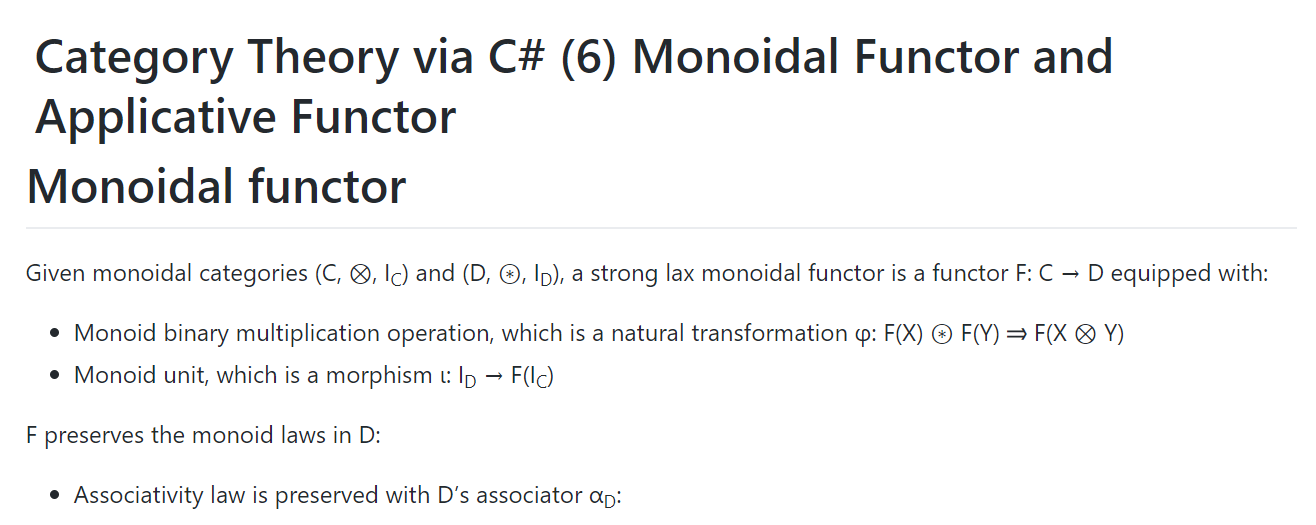 Category Theory via C# (6) Monoidal Functor and
Applicative Functor
Monoidal functor
Given monoidal categories (C, ⊗, I_C) and (D, ⊛, I_D), a strong lax monoidal functor is a functor F: C → D equipped with:
• Monoid binary multiplication operation, which is a natural transformation φ: F(X) ⊛ F(Y) ⇒ F(X ⊗ Y)
• Monoid unit, which is a morphism ι: I_D → F(I_C)
F preserves the monoid laws in D:
• Associativity law is preserved with D’s associator α_D: